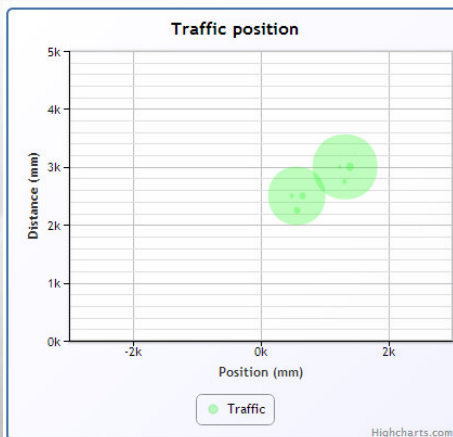 Traffic position
5k
4k
3k
2k
1k
0k
Distance (mm)
-2k 0k 2k
Position (mm)
Traffic
Highcharts.com